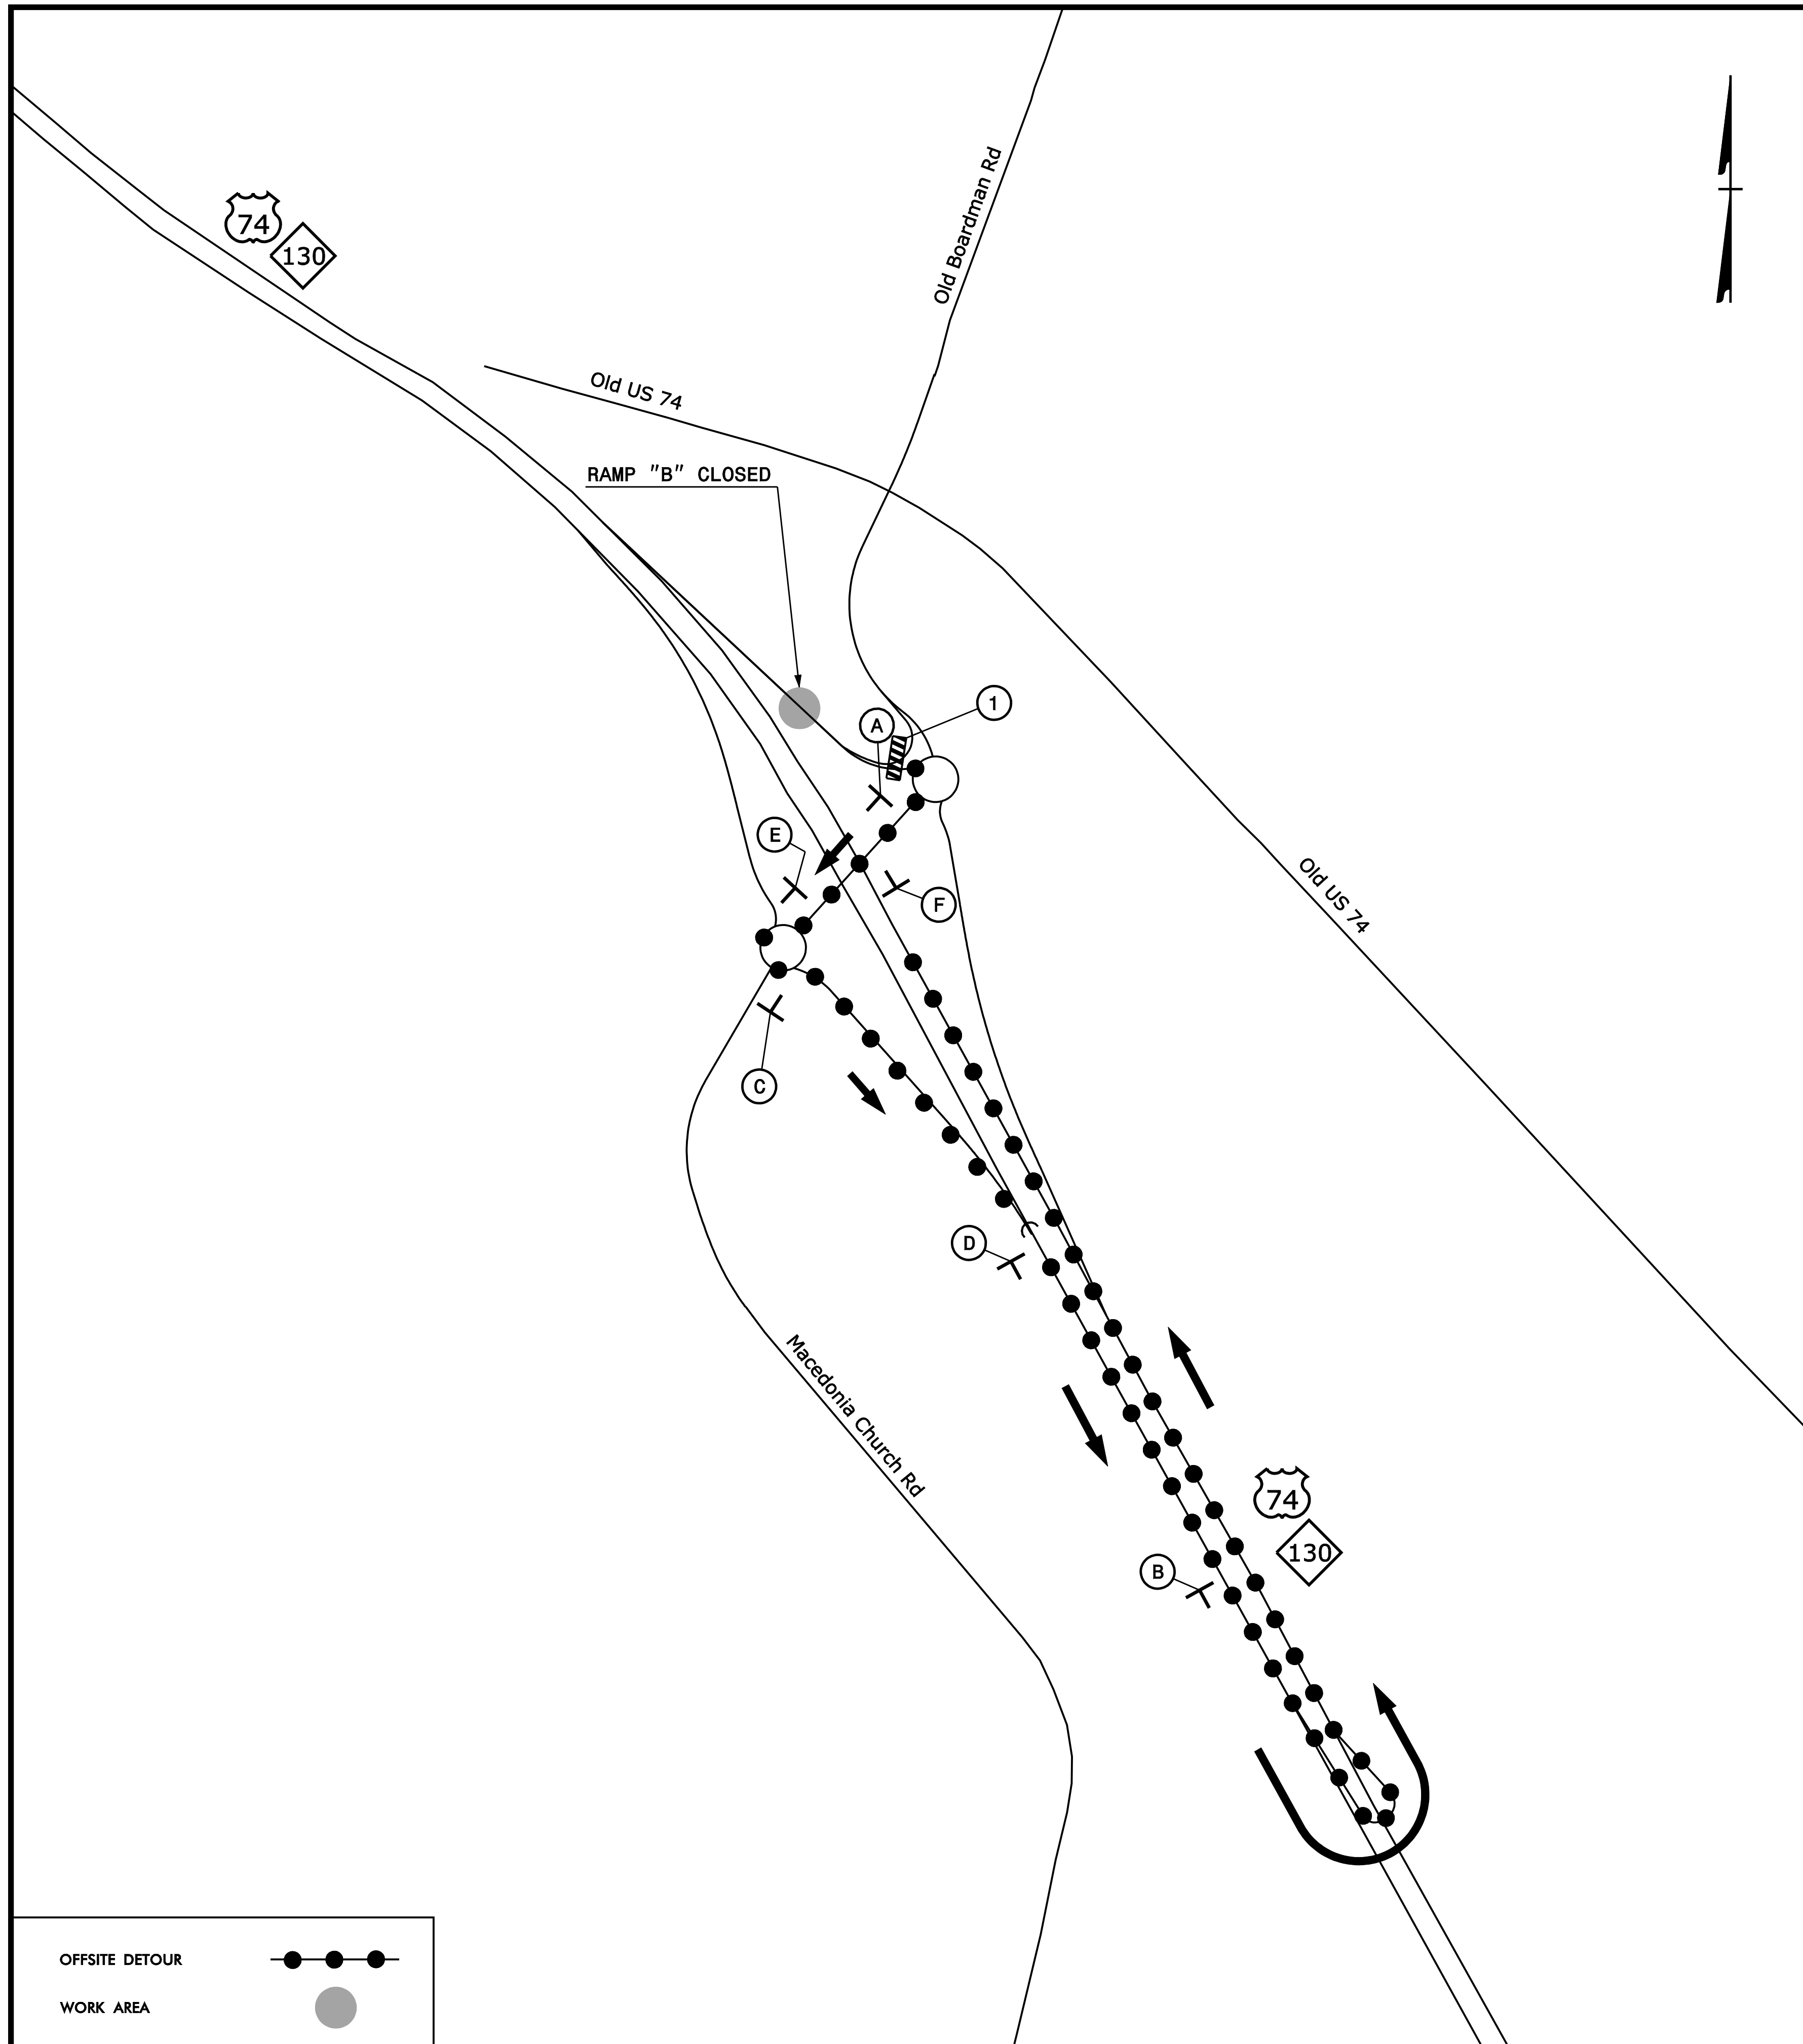 Old Boardman Rd
74
130
Old US 74
RAMP "B" CLOSED
1
A
E
F
Old US 74
C
D
Macedonia Church Rd
74
130
B
OFFSITE DETOUR
WORK AREA